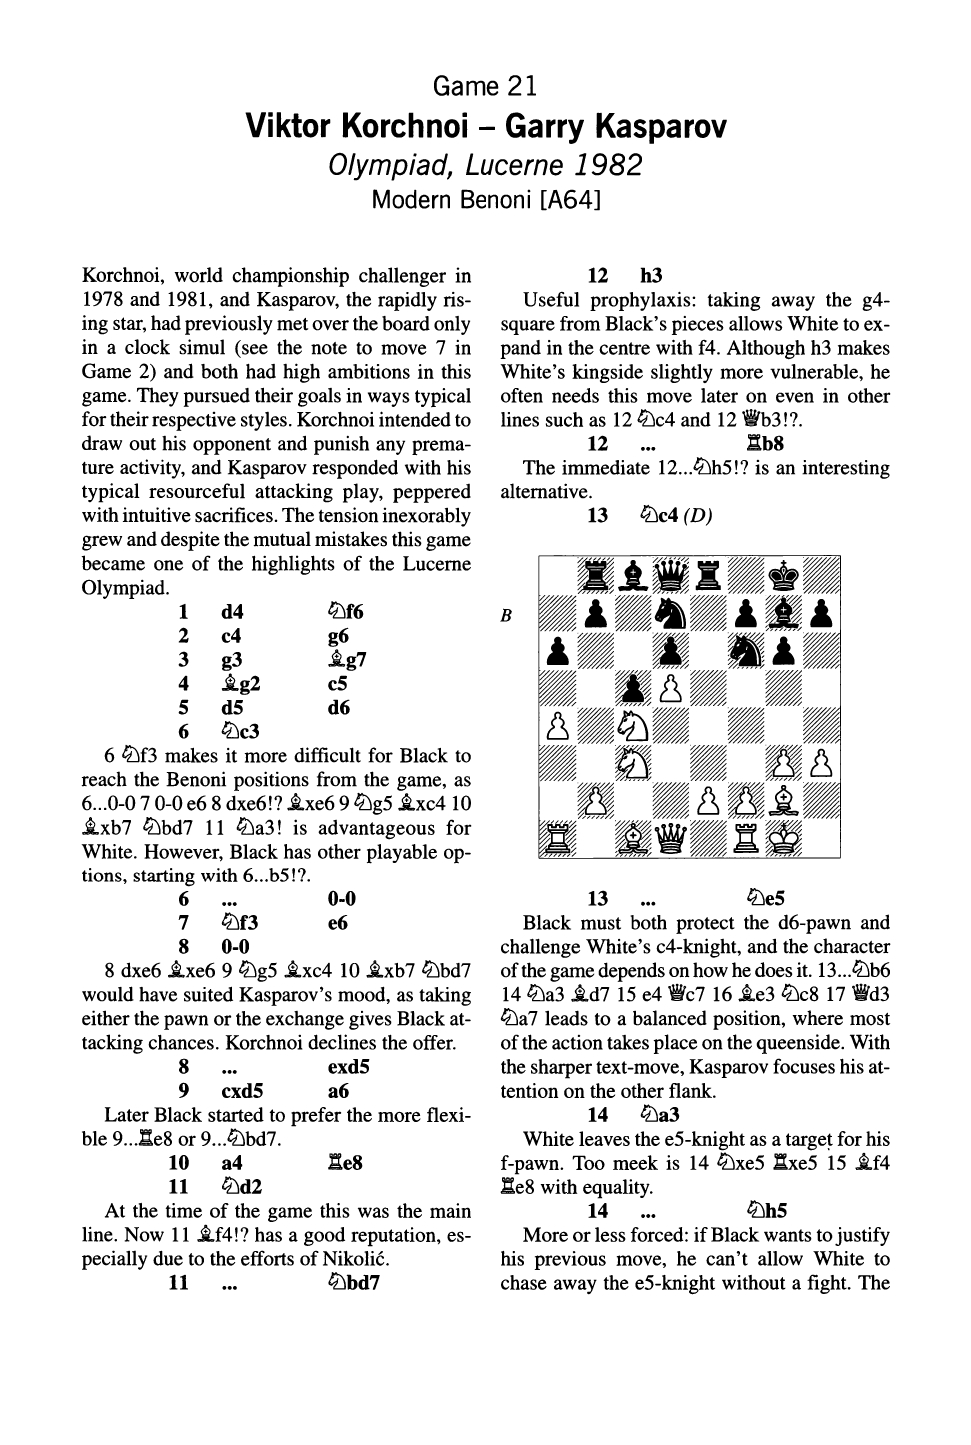 Game 21
Viktor Korchnoi – Garry Kasparov
Olympiad, Lucerne 1982
Modern Benoni [A64]
Korchnoi, world championship challenger in
1978 and 1981, and Kasparov, the rapidly ris-
ing star, had previously met over the board only
in a clock simul (see the note to move 7 in
Game 2) and both had high ambitions in this
game. They pursued their goals in ways typical
for their respective styles. Korchnoi intended to
draw out his opponent and punish any prema-
ture activity, and Kasparov responded with his
typical resourceful attacking play, peppered
with intuitive sacrifices. The tension inexorably
grew and despite the mutual mistakes this game
became one of the highlights of the Lucerne
Olympiad.
1 d4 ♘f6
2 c4 g6
3 g3 ♗g7
4 ♗g2 c5
5 d5 d6
6 ♘c3
6 ♘f3 makes it more difficult for Black to
reach the Benoni positions from the game, as
6...0-0 7 0-0 e6 8 dxe6!? ♗xe6 9 ♘g5 ♗xc4 10
♗xb7 ♘bd7 11 ♘a3! is advantageous for
White. However, Black has other playable op-
tions, starting with 6...b5!?.
6 ... 0-0
7 ♘f3 e6
8 0-0
8 dxe6 ♗xe6 9 ♘g5 ♗xc4 10 ♗xb7 ♘bd7
would have suited Kasparov's mood, as taking
either the pawn or the exchange gives Black at-
tacking chances. Korchnoi declines the offer.
8 ... exd5
9 cxd5 a6
Later Black started to prefer the more flexi-
ble 9...♖e8 or 9...♘bd7.
10 a4 ♖e8
11 ♘d2
At the time of the game this was the main
line. Now 11 ♗f4!? has a good reputation, es-
pecially due to the efforts of Nikolić.
11 ... ♘bd7
12 h3
Useful prophylaxis: taking away the g4-
square from Black's pieces allows White to ex-
pand in the centre with f4. Although h3 makes
White's kingside slightly more vulnerable, he
often needs this move later on even in other
lines such as 12 ♘c4 and 12 ♕b3!?.
12 ... ♖b8
The immediate 12...♘h5!? is an interesting
alternative.
13 ♘c4 (D)
B
13 ... ♘e5
Black must both protect the d6-pawn and
challenge White's c4-knight, and the character
of the game depends on how he does it. 13...♘b6
14 ♘a3 ♗d7 15 e4 ♕c7 16 ♗e3 ♘c8 17 ♕d3
♘a7 leads to a balanced position, where most
of the action takes place on the queenside. With
the sharper text-move, Kasparov focuses his at-
tention on the other flank.
14 ♘a3
White leaves the e5-knight as a target for his
f-pawn. Too meek is 14 ♘xe5 ♖xe5 15 ♗f4
♖e8 with equality.
14 ... ♘h5
More or less forced: if Black wants to justify
his previous move, he can't allow White to
chase away the e5-knight without a fight. The